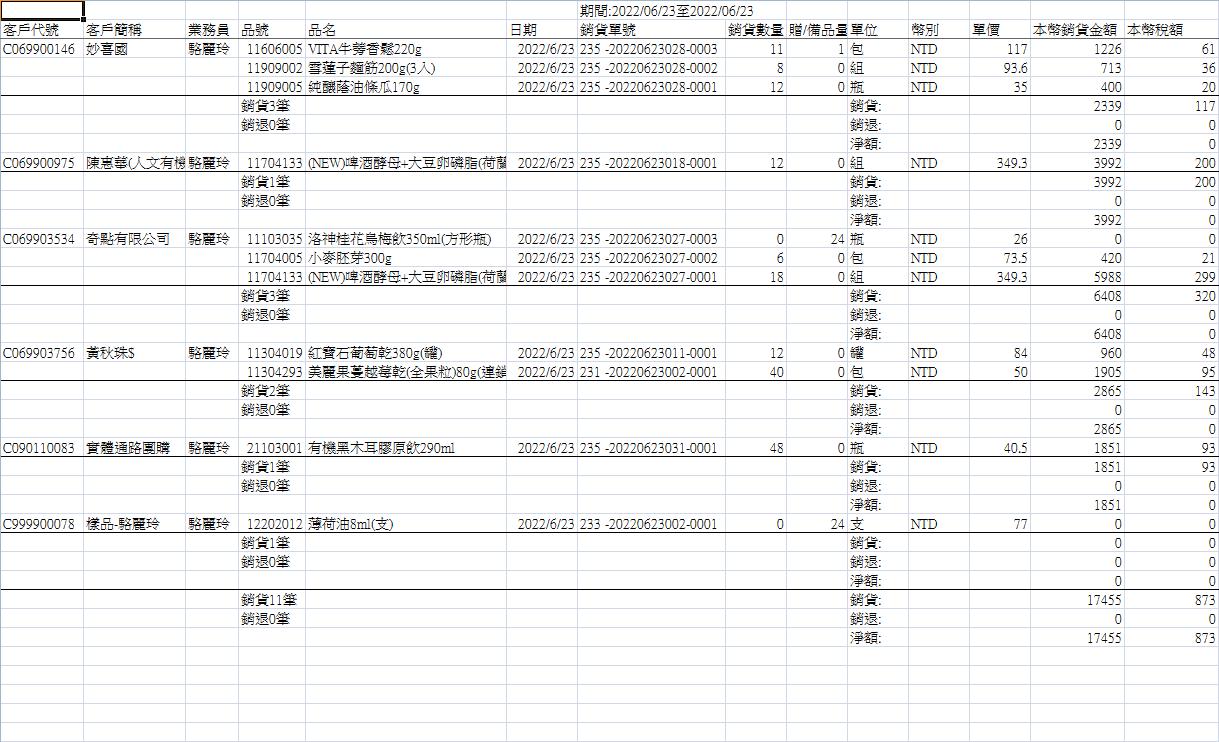 期間:2022/06/23至2022/06/23
客戶代號 客戶簡稱 業務員 品號 品名 日期 銷貨單號 銷貨數量 贈/備品量 單位 幣別 單價 本幣銷貨金額 本幣稅額
C069900146 妙喜國 駱麗玲 11606005 VITA牛蒡香鬆220g 2022/6/23 235 -20220623028-0003 11 1 包 NTD 117 1226 61
11909002 雪蓮子麵筋200g(3入) 2022/6/23 235 -20220623028-0002 8 0 組 NTD 93.6 713 36
11909005 純釀蔭油條瓜170g 2022/6/23 235 -20220623028-0001 12 0 瓶 NTD 35 400 20
銷貨3筆 銷貨: 2339 117
銷退0筆 銷退: 0 0
淨額: 2339 0
C069900975 陳惠華(人文有機 駱麗玲 11704133 (NEW)啤酒酵母+大豆卵磷脂(荷蘭 2022/6/23 235 -20220623018-0001 12 0 組 NTD 349.3 3992 200
銷貨1筆 銷貨: 3992 200
銷退0筆 銷退: 0 0
淨額: 3992 0
C069903534 奇點有限公司 駱麗玲 11103035 洛神桂花烏梅飲350ml(方形瓶) 2022/6/23 235 -20220623027-0003 0 24 瓶 NTD 26 0 0
11704005 小麥胚芽300g 2022/6/23 235 -20220623027-0002 6 0 包 NTD 73.5 420 21
11704133 (NEW)啤酒酵母+大豆卵磷脂(荷蘭 2022/6/23 235 -20220623027-0001 18 0 組 NTD 349.3 5988 299
銷貨3筆 銷貨: 6408 320
銷退0筆 銷退: 0 0
淨額: 6408 0
C069903756 黃秋珠$ 駱麗玲 11304019 紅寶石葡萄乾380g(罐) 2022/6/23 235 -20220623011-0001 12 0 罐 NTD 84 960 48
11304293 美麗果蔓越莓乾(全果粒)80g(連鎖 2022/6/23 231 -20220623002-0001 40 0 包 NTD 50 1905 95
銷貨2筆 銷貨: 2865 143
銷退0筆 銷退: 0 0
淨額: 2865 0
C090110083 實體通路團購 駱麗玲 21103001 有機黑木耳膠原飲290ml 2022/6/23 235 -20220623031-0001 48 0 瓶 NTD 40.5 1851 93
銷貨1筆 銷貨: 1851 93
銷退0筆 銷退: 0 0
淨額: 1851 0
C999900078 樣品-駱麗玲 駱麗玲 12202012 薄荷油8ml(支) 2022/6/23 233 -20220623002-0001 0 24 支 NTD 77 0 0
銷貨1筆 銷貨: 0 0
銷退0筆 銷退: 0 0
淨額: 0 0
銷貨11筆 銷貨: 17455 873
銷退0筆 銷退: 0 0
淨額: 17455 873